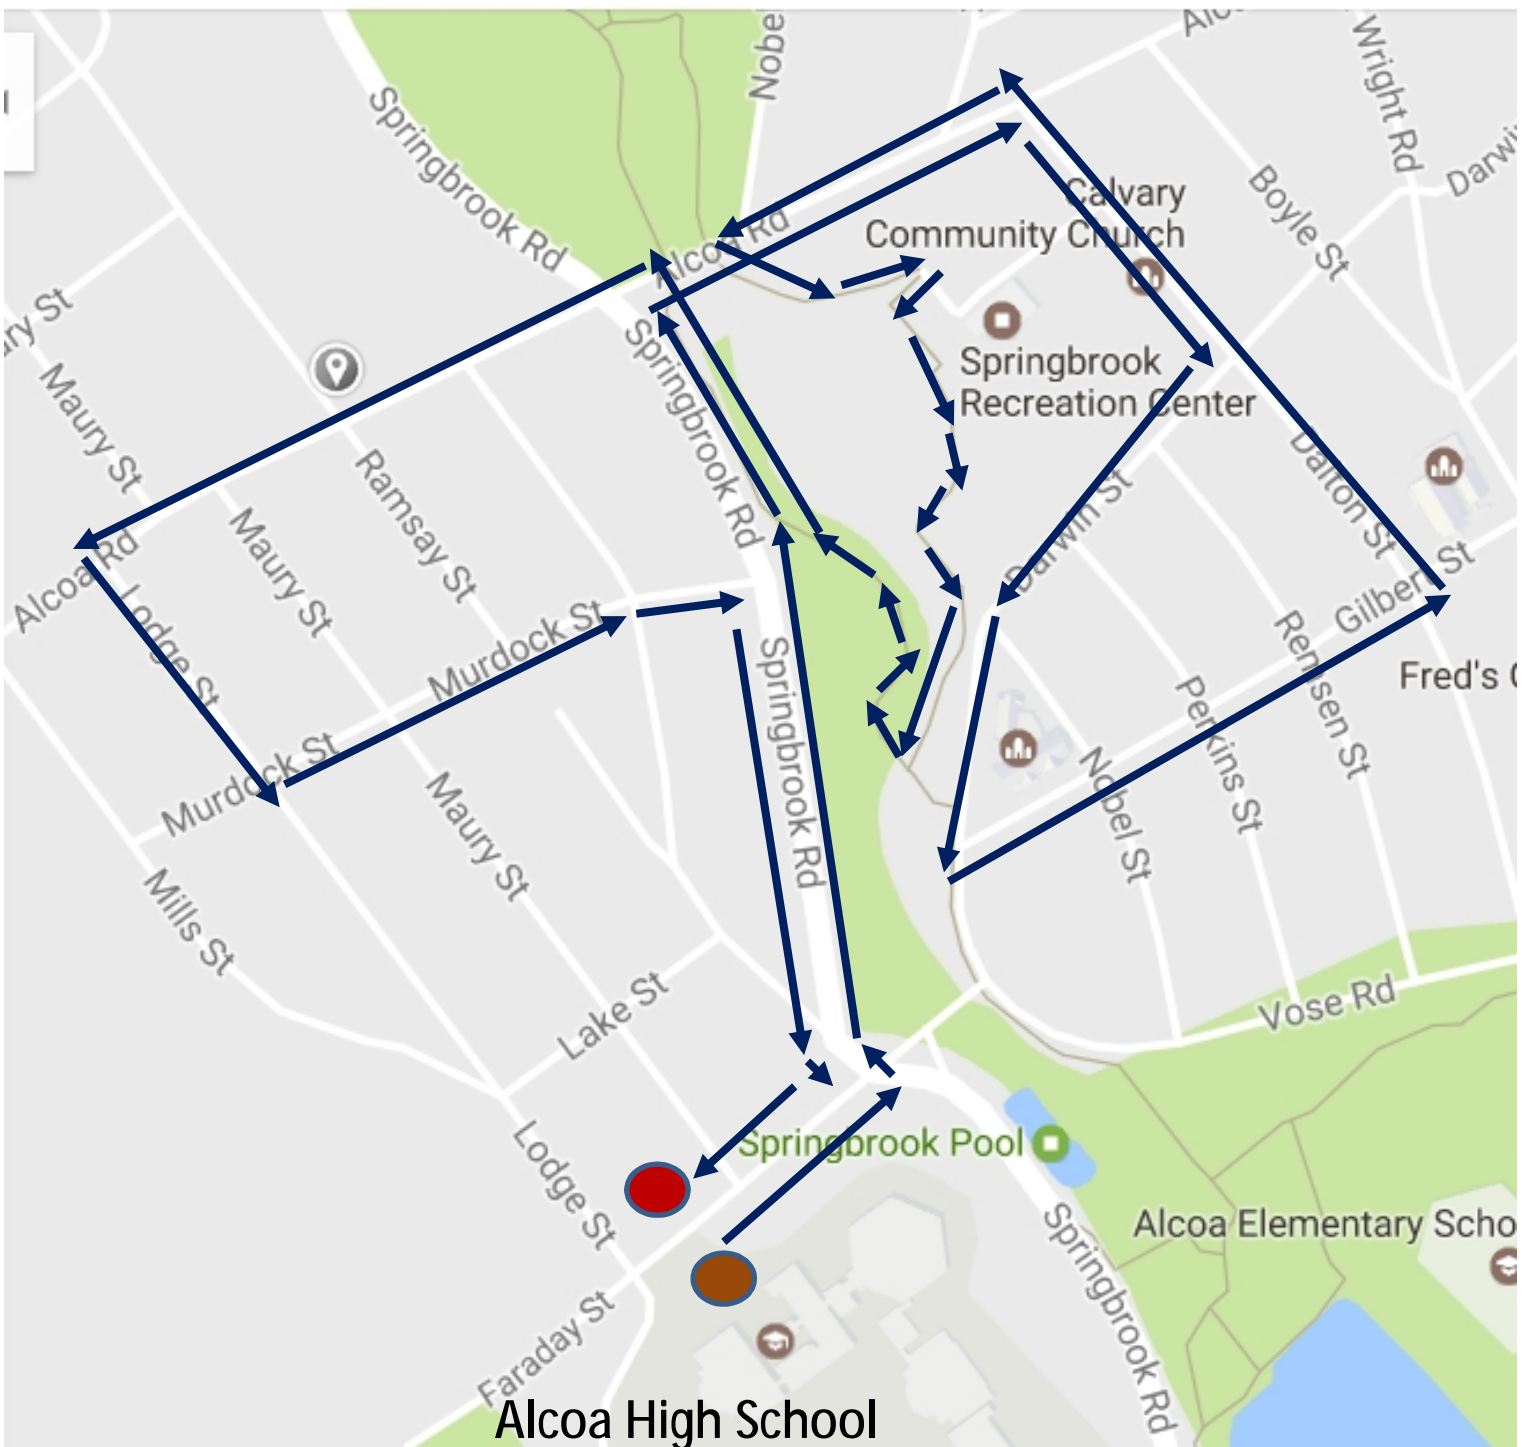 Nobe
Wright Rd
Springbrook Rd
Darwi
Boyle St
Calvary
Community Church
Alcoa Rd
Springbrook
Recreation Center
Springbrook Rd
Maury St
Ramsay St
Maury St
Dalton St
Darwin St
Gilbert St
Alcoa Rd
Lodge St
Murdock St
Springbrook Rd
Remsen St
Fred's
Perkins St
Nobel St
Murdock St
Maury St
Mills St
Lake St
Vose Rd
Lodge St
Springbrook Pool
Alcoa Elementary Scho
Springbrook Rd
Faraday St
Alcoa High School